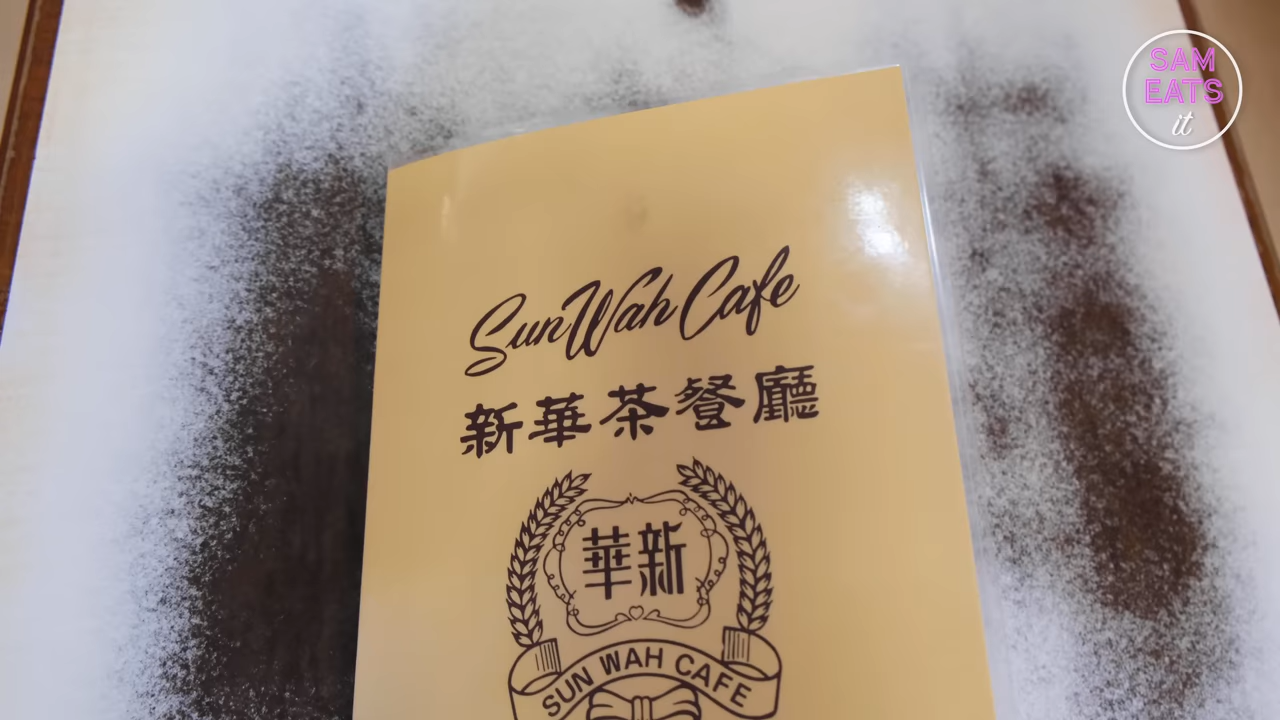 SAM
EATS
it
Sun Wah Cafe
新華茶餐廳
華新
SUN WAH CAFE